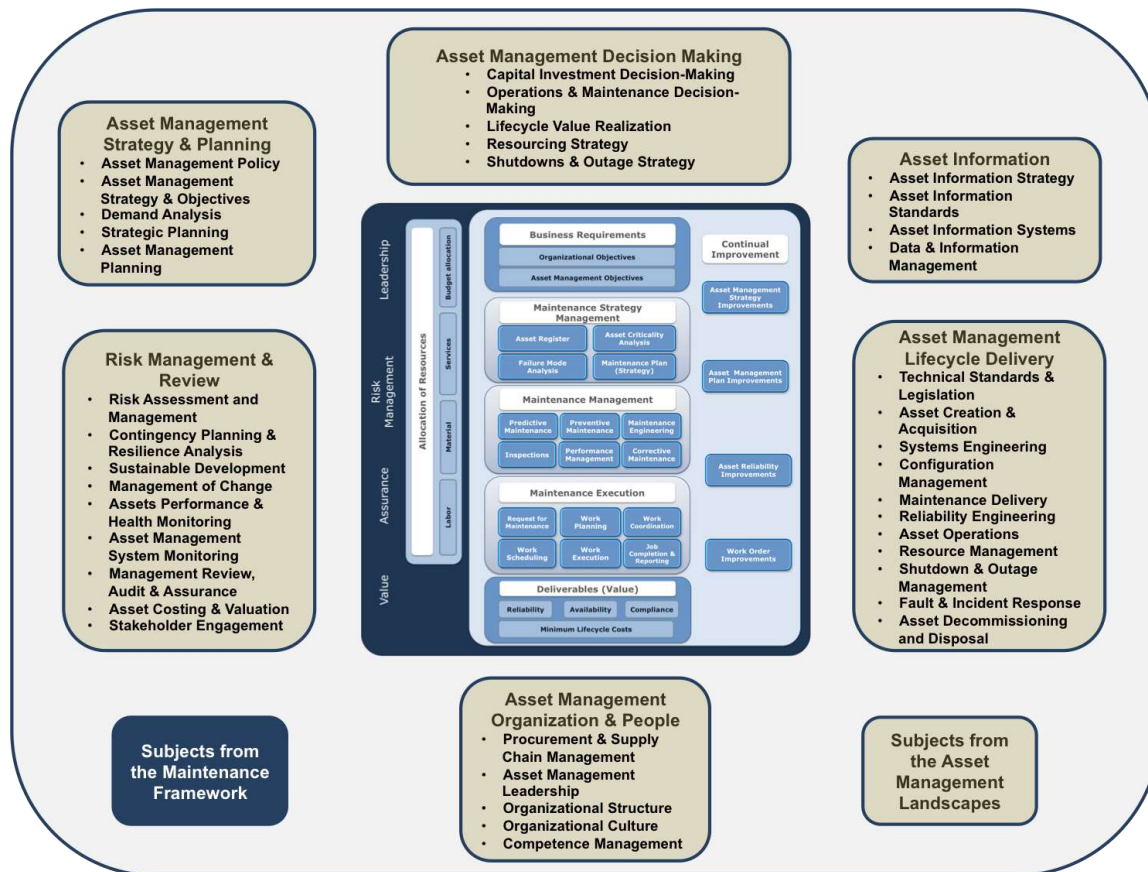 Asset Management Decision Making
• Capital Investment Decision-Making
• Operations & Maintenance Decision-
Making
• Lifecycle Value Realization
• Resourcing Strategy
• Shutdowns & Outage Strategy
Asset Management
Strategy & Planning
• Asset Management Policy
• Asset Management
Strategy & Objectives
• Demand Analysis
• Strategic Planning
• Asset Management
Planning
Asset Information
• Asset Information Strategy
• Asset Information
Standards
• Asset Information Systems
• Data & Information
Management
Risk Management &
Review
• Risk Assessment and
Management
• Contingency Planning &
Resilience Analysis
• Sustainable Development
• Management of Change
• Assets Performance &
Health Monitoring
• Asset Management
System Monitoring
• Management Review,
Audit & Assurance
• Asset Costing & Valuation
• Stakeholder Engagement
Leadership
Risk
Management
Assurance
Value
Allocation of Resources
Budget allocation
Services
Material
Labor
Business Requirements
Organizational Objectives
Asset Management Objectives
Maintenance Strategy
Management
Asset Register
Asset Criticality
Analysis
Failure Mode
Analysis
Maintenance Plan
(Strategy)
Maintenance Management
Predictive
Maintenance
Preventive
Maintenance
Maintenance
Engineering
Inspections
Performance
Management
Corrective
Maintenance
Maintenance Execution
Request for
Maintenance
Work
Planning
Work
Coordination
Work
Scheduling
Work
Execution
Job
Completion &
Reporting
Deliverables (Value)
Reliability
Availability
Compliance
Minimum Lifecycle Costs
Continual
Improvement
Asset Management
Strategy
Improvements
Asset Management
Plan Improvements
Asset Reliability
Improvements
Work Order
Improvements
Asset Management
Lifecycle Delivery
• Technical Standards &
Legislation
• Asset Creation &
Acquisition
• Systems Engineering
• Configuration
Management
• Maintenance Delivery
• Reliability Engineering
• Asset Operations
• Resource Management
• Shutdown & Outage
Management
• Fault & Incident Response
• Asset Decommissioning
and Disposal
Subjects from
the Maintenance
Framework
Asset Management
Organization & People
• Procurement & Supply
Chain Management
• Asset Management
Leadership
• Organizational Structure
• Organizational Culture
• Competence Management
Subjects from
the Asset
Management
Landscapes